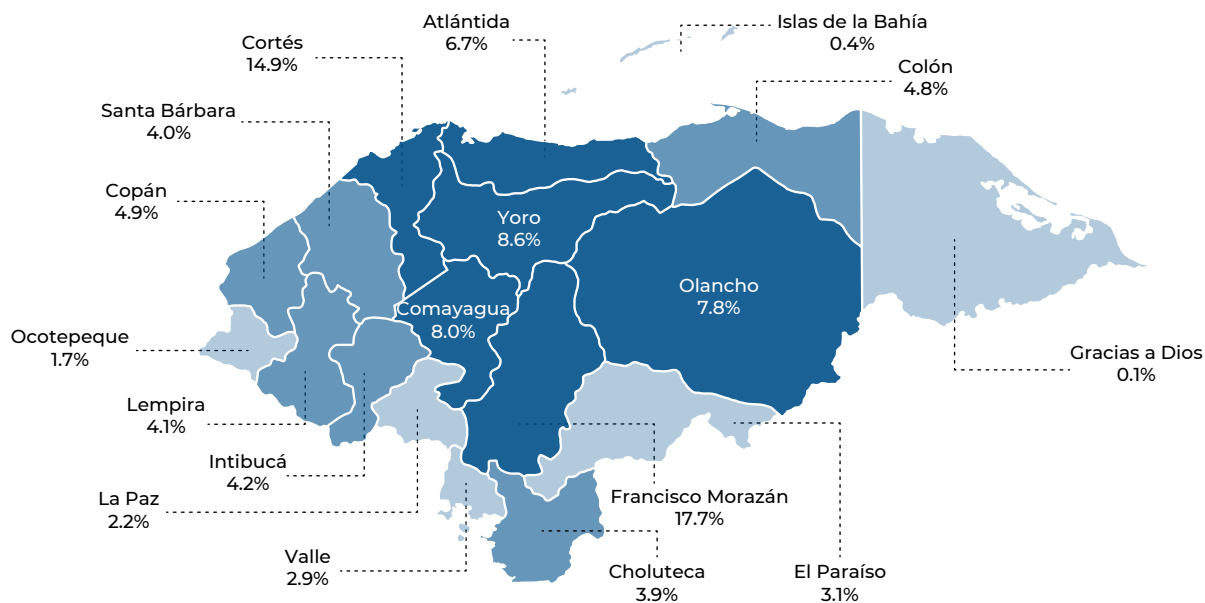 Atlántida
6.7%
Islas de la Bahía
0.4%
Cortés
14.9%
Colón
4.8%
Santa Bárbara
4.0%
Copán
4.9%
Yoro
8.6%
Olancho
7.8%
Comayagua
8.0%
Ocotepeque
1.7%
Gracias a Dios
0.1%
Lempira
4.1%
Intibucá
4.2%
La Paz
2.2%
Francisco Morazán
17.7%
Valle
2.9%
Choluteca
3.9%
El Paraíso
3.1%